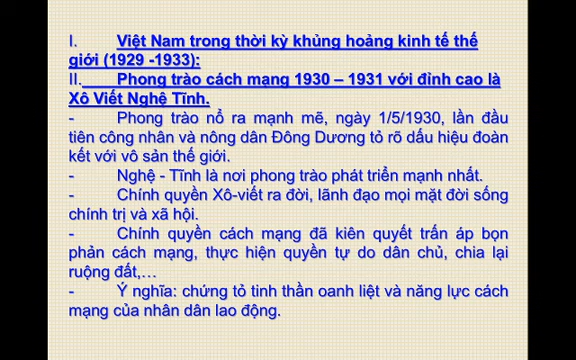 I. Việt Nam trong thời kỳ khủng hoảng kinh tế thế
giới (1929 -1933):
II. Phong trào cách mạng 1930 – 1931 với đỉnh cao là
Xô Viết Nghệ Tĩnh.
- Phong trào nổ ra mạnh mẽ, ngày 1/5/1930, lần đầu
tiên công nhân và nông dân Đông Dương tỏ rõ dấu hiệu đoàn
kết với vô sản thế giới.
- Nghệ - Tĩnh là nơi phong trào phát triển mạnh nhất.
- Chính quyền Xô-viết ra đời, lãnh đạo mọi mặt đời sống
chính trị và xã hội.
- Chính quyền cách mạng đã kiên quyết trấn áp bọn
phản cách mạng, thực hiện quyền tự do dân chủ, chia lại
ruộng đất,…
- Ý nghĩa: chứng tỏ tinh thần oanh liệt và năng lực cách
mạng của nhân dân lao động.